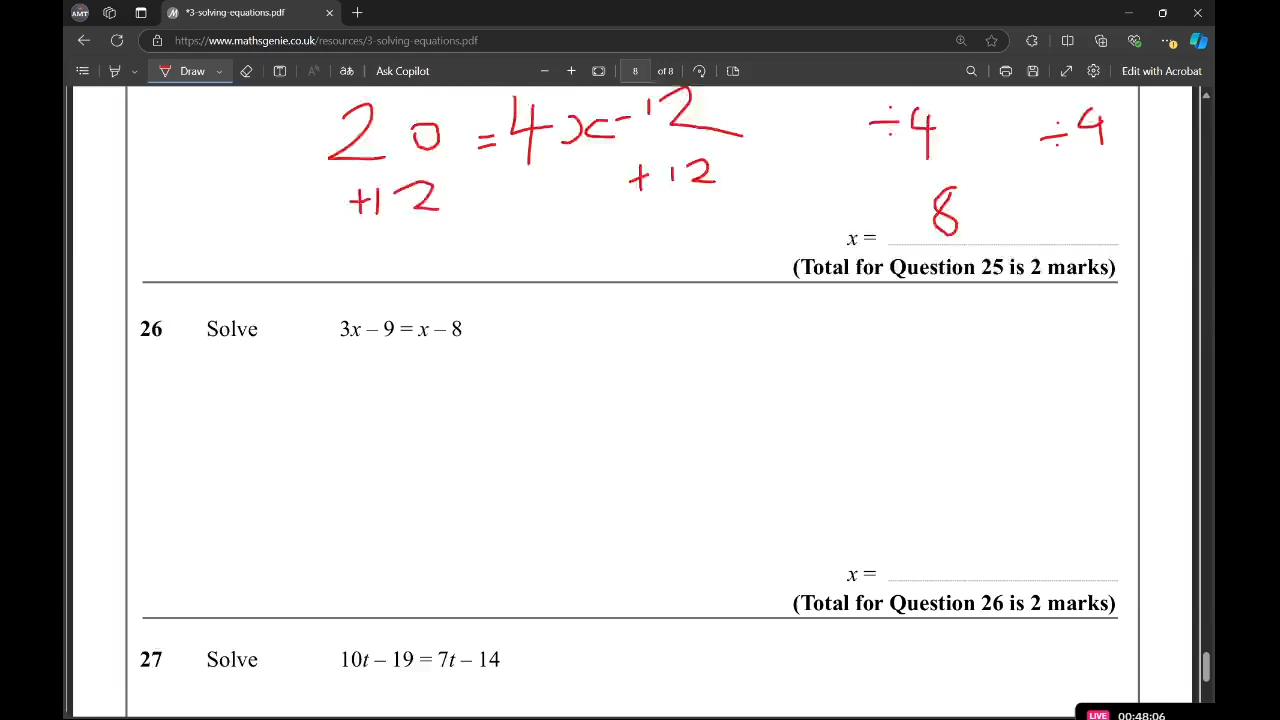 AMT
*3-solving-equations.pdf
https://www.mathsgenie.co.uk/resources/3-solving-equations.pdf
Draw
Ask Copilot
8 of 8
Edit with Acrobat
20 = 4x - 12 ÷4 ÷4
+12 +12
8
x =
(Total for Question 25 is 2 marks)
26 Solve 3x – 9 = x – 8
x =
(Total for Question 26 is 2 marks)
27 Solve 10t – 19 = 7t – 14
LIVE 00:48:06